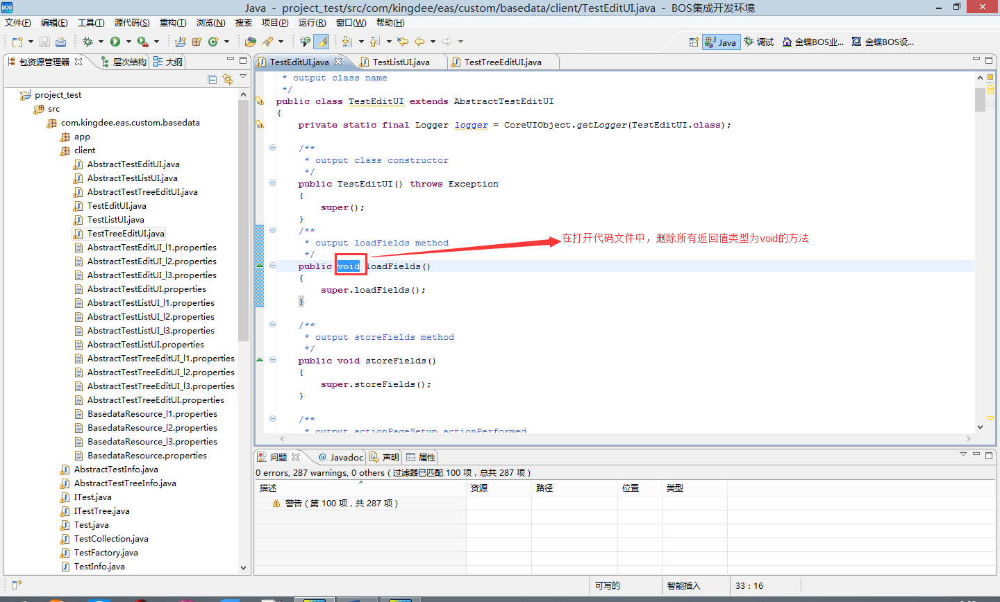 BOS
Java - project_test/src/com/kingdee/eas/custom/basedata/client/TestEditUI.java - BOS集成开发环境
文件(F) 编辑(E) 工具(T) 源代码(S) 重构(T) 浏览(N) 搜索 项目(P) 运行(R) 窗口(W) 帮助(H)
Java 调试 金蝶BOS业... 金蝶BOS设...
包资源管理器 层次结构 大纲
project_test
src
com.kingdee.eas.custom.basedata
app
client
AbstractTestEditUI.java
AbstractTestListUI.java
AbstractTestTreeEditUI.java
TestEditUI.java
TestListUI.java
TestTreeEditUI.java
AbstractTestEditUI_l1.properties
AbstractTestEditUI_l2.properties
AbstractTestEditUI_l3.properties
AbstractTestEditUI.properties
AbstractTestListUI_l1.properties
AbstractTestListUI_l2.properties
AbstractTestListUI_l3.properties
AbstractTestListUI.properties
AbstractTestTreeEditUI_l1.properties
AbstractTestTreeEditUI_l2.properties
AbstractTestTreeEditUI_l3.properties
AbstractTestTreeEditUI.properties
BasedataResource_l1.properties
BasedataResource_l2.properties
BasedataResource_l3.properties
BasedataResource.properties
AbstractTestInfo.java
AbstractTestTreeInfo.java
ITest.java
ITestTree.java
Test.java
TestCollection.java
TestFactory.java
TestInfo.java
TestEditUI.java TestListUI.java TestTreeEditUI.java
* output class name
*/
public class TestEditUI extends AbstractTestEditUI
{
private static final Logger logger = CoreUIObject.getLogger(TestEditUI.class);
/**
* output class constructor
*/
public TestEditUI() throws Exception
{
super();
}
/**
* output loadFields method
*/
public void loadFields()
{
super.loadFields();
}
/**
* output storeFields method
*/
public void storeFields()
{
super.storeFields();
}
/**
* output actionPageSetup_actionPerformed
在打开代码文件中，删除所有返回值类型为void的方法
问题 @ Javadoc 声明 属性
0 errors, 287 warnings, 0 others ( 过滤器已匹配 100 项，总共 287 项 )
描述 资源 路径 位置 类型
警告 ( 第 100 项，共 287 项 )
可写的 智能插入 33 : 16